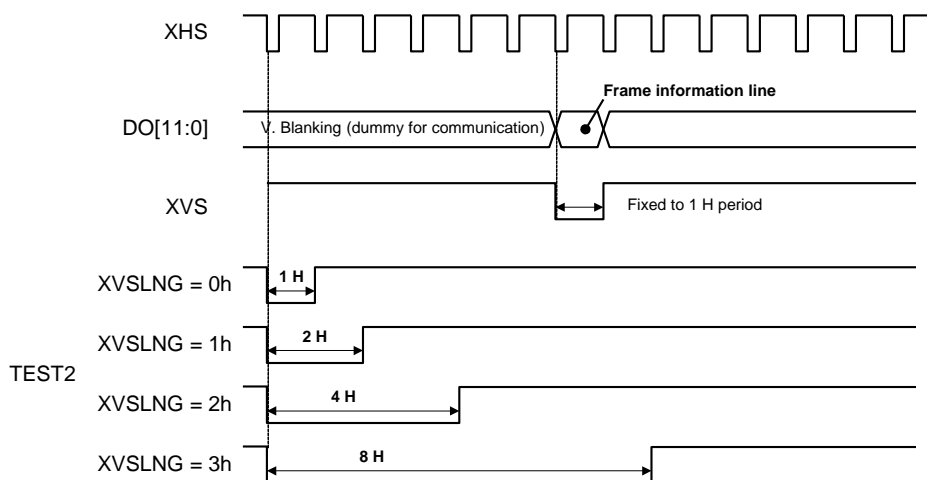 XHS
Frame information line
DO[11:0]
V. Blanking (dummy for communication)
XVS
Fixed to 1 H period
XVSLNG = 0h
1 H
XVSLNG = 1h
2 H
TEST2
XVSLNG = 2h
4 H
XVSLNG = 3h
8 H